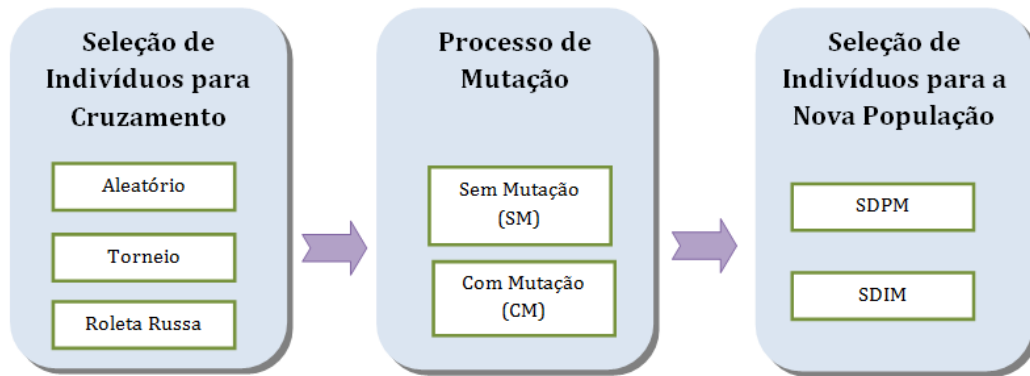 Seleção de
Indivíduos para
Cruzamento
Aleatório
Torneio
Roleta Russa
Processo de
Mutação
Sem Mutação
(SM)
Com Mutação
(CM)
Seleção de
Indivíduos para a
Nova População
SDPM
SDIM